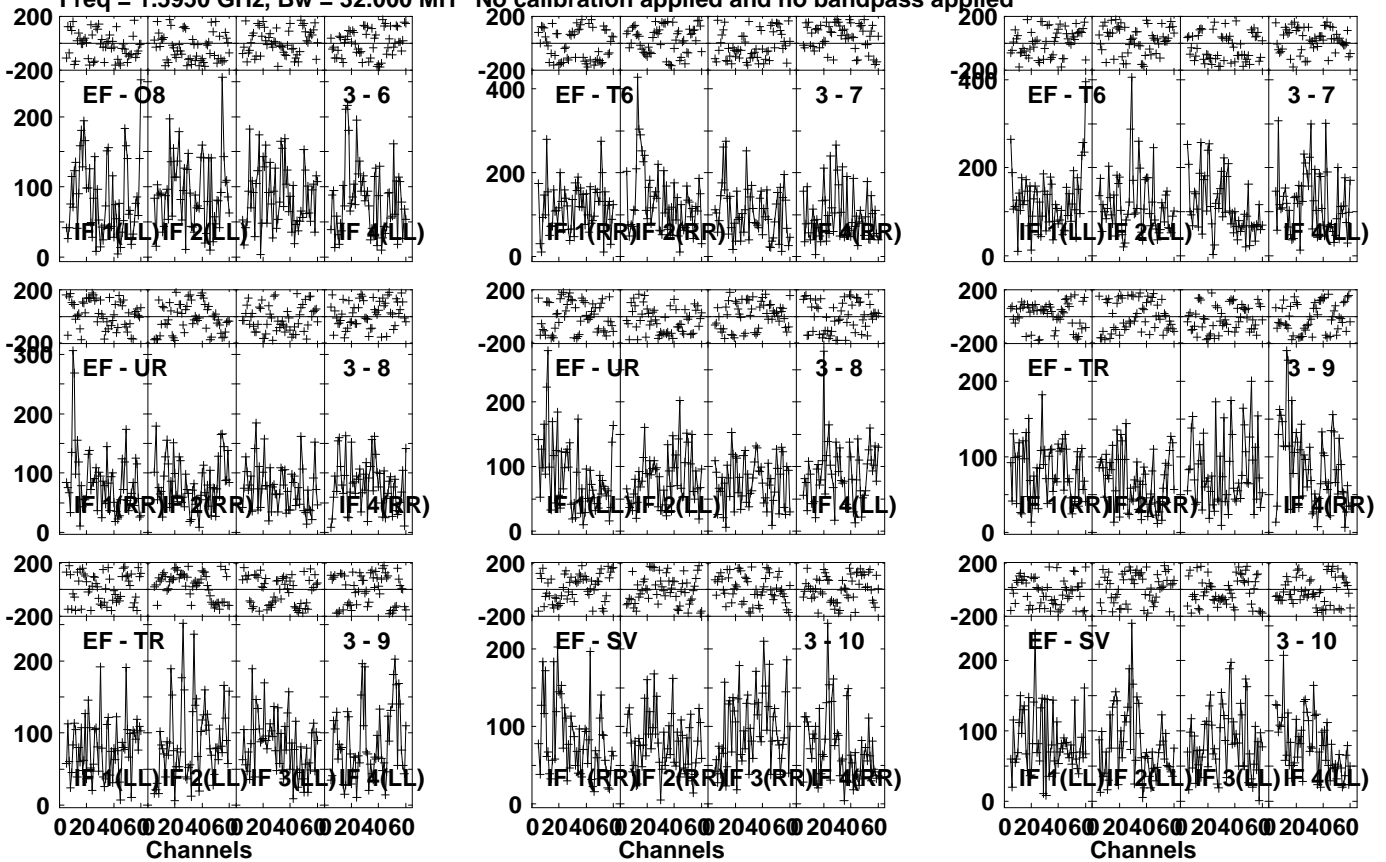 Freq = 1.5950 GHz, Bw = 32.000 MH No calibration applied and no bandpass applied
200
-200
EF - O8 3 - 6
200
100
0
IF 1(LL) IF 2(LL) IF 4(LL)
200
-200
EF - T6 3 - 7
400
200
0
IF 1(RR) IF 2(RR) IF 4(RR)
200
-200
EF - T6 3 - 7
400
200
0
IF 1(LL) IF 2(LL) IF 4(LL)
200
-200
EF - UR 3 - 8
300
200
100
0
IF 1(RR) IF 2(RR) IF 4(RR)
200
-200
EF - UR 3 - 8
200
100
0
IF 1(LL) IF 2(LL) IF 4(LL)
200
-200
EF - TR 3 - 9
200
100
0
IF 1(RR) IF 2(RR) IF 4(RR)
200
-200
EF - TR 3 - 9
200
100
0
IF 1(LL) IF 2(LL) IF 3(LL) IF 4(LL)
0 20 40 60 0 20 40 60 0 20 40 60 0 20 40 60
Channels
200
-200
EF - SV 3 - 10
200
100
0
IF 1(RR) IF 2(RR) IF 3(RR) IF 4(RR)
0 20 40 60 0 20 40 60 0 20 40 60 0 20 40 60
Channels
200
-200
EF - SV 3 - 10
200
100
0
IF 1(LL) IF 2(LL) IF 3(LL) IF 4(LL)
0 20 40 60 0 20 40 60 0 20 40 60 0 20 40 60
Channels